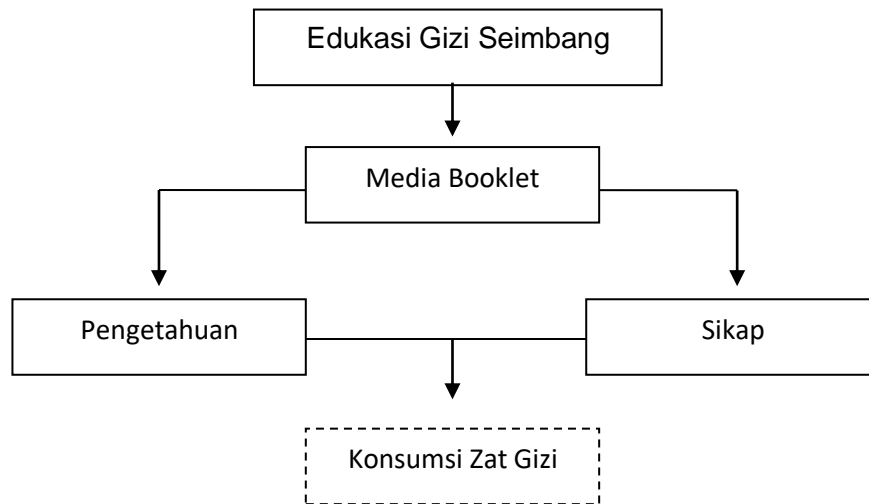 Edukasi Gizi Seimbang
Media Booklet
Pengetahuan
Sikap
Konsumsi Zat Gizi